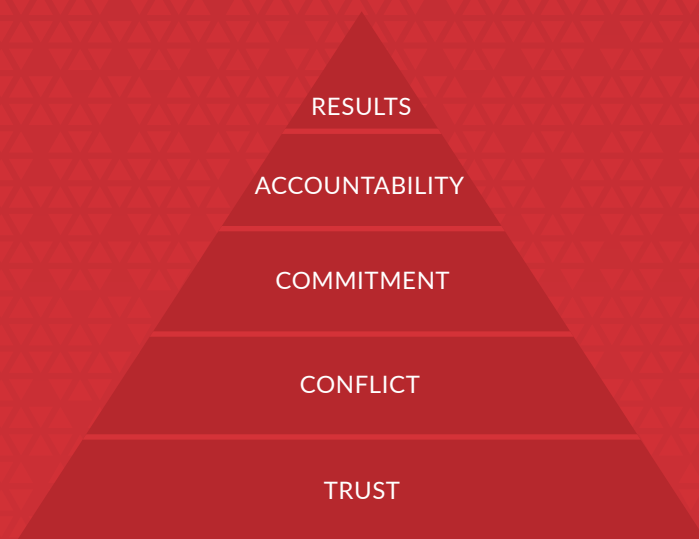 RESULTS
ACCOUNTABILITY
COMMITMENT
CONFLICT
TRUST